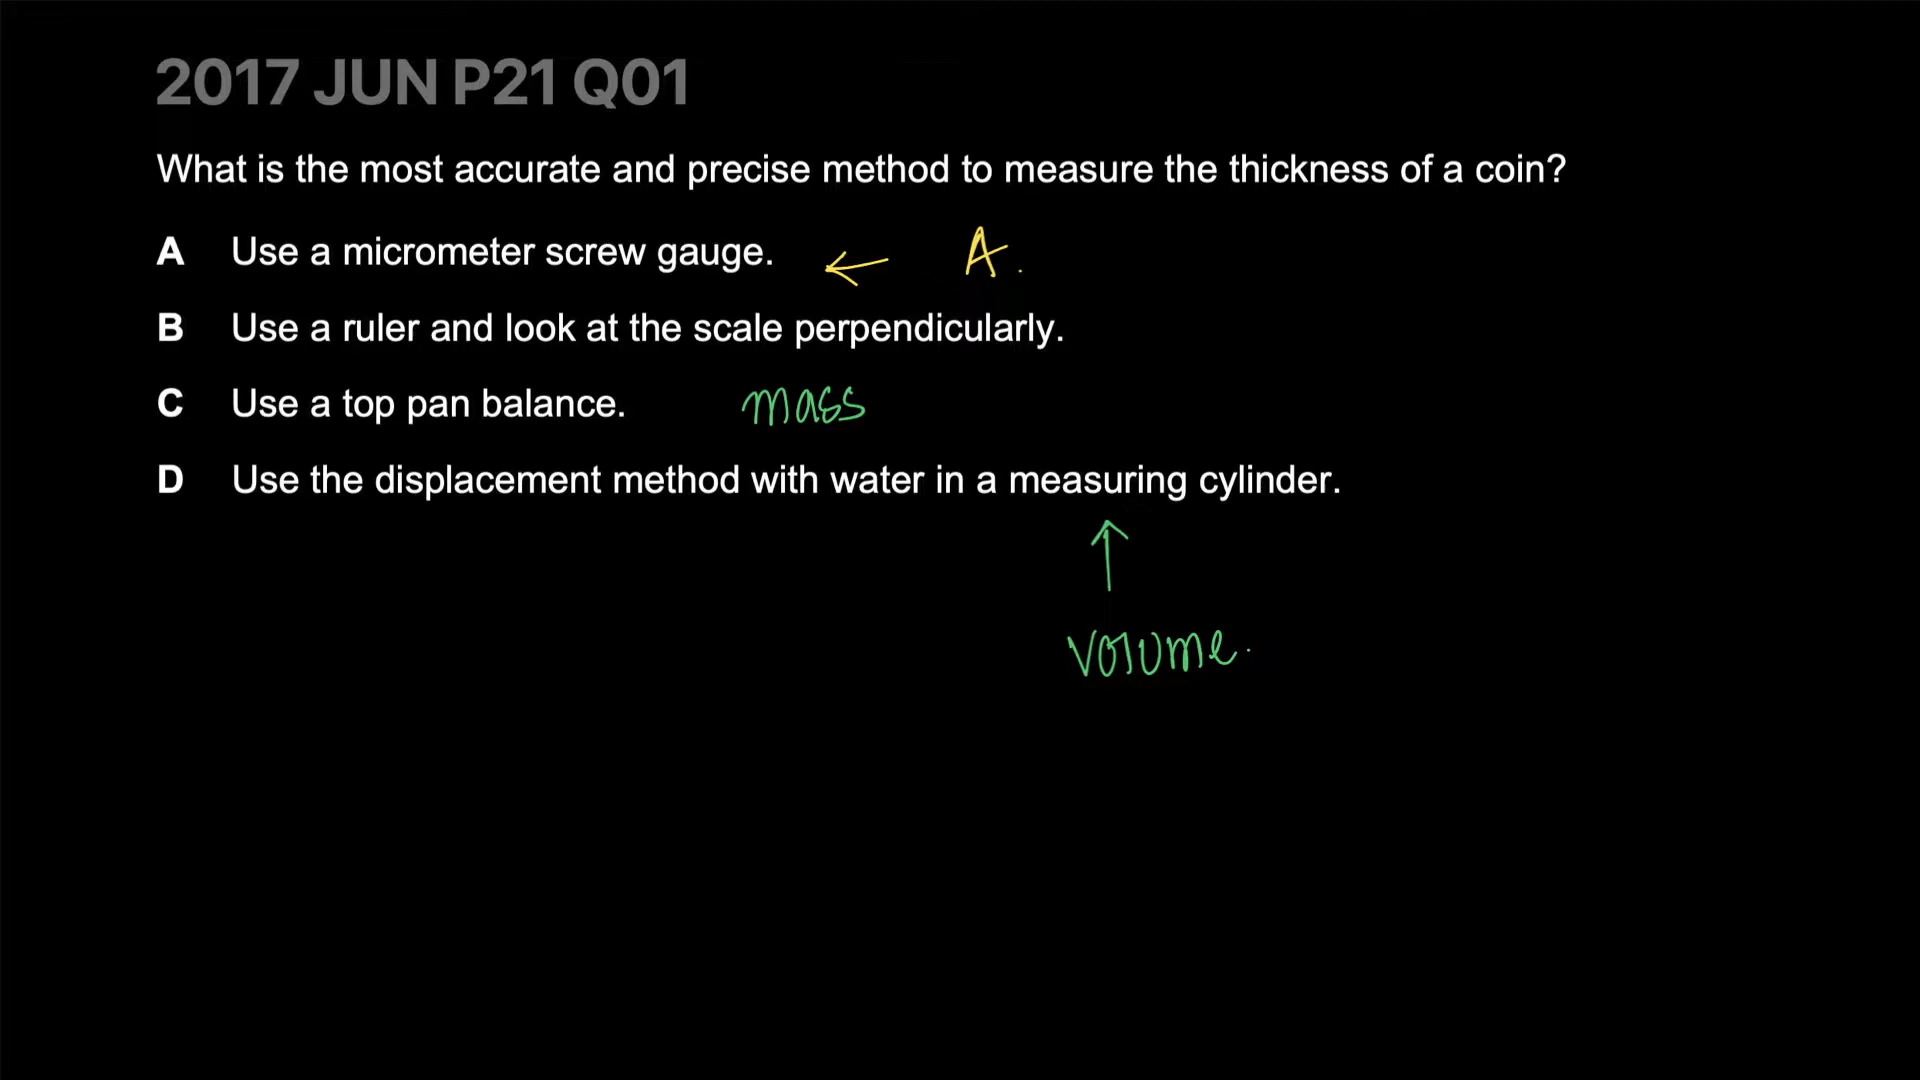 2017 JUN P21 Q01
What is the most accurate and precise method to measure the thickness of a coin?
A Use a micrometer screw gauge. ← A.
B Use a ruler and look at the scale perpendicularly.
C Use a top pan balance. mass
D Use the displacement method with water in a measuring cylinder.
↑
volume.